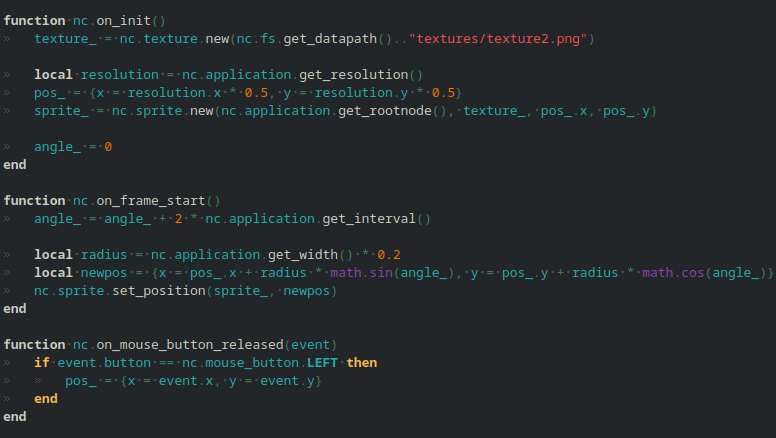 function nc.on_init()
	texture_ = nc.texture.new(nc.fs.get_datapath().."textures/texture2.png")

	local resolution = nc.application.get_resolution()
	pos_ = {x = resolution.x * 0.5, y = resolution.y * 0.5}
	sprite_ = nc.sprite.new(nc.application.get_rootnode(), texture_, pos_.x, pos_.y)

	angle_ = 0
end

function nc.on_frame_start()
	angle_ = angle_ + 2 * nc.application.get_interval()

	local radius = nc.application.get_width() * 0.2
	local newpos = {x = pos_.x + radius * math.sin(angle_), y = pos_.y + radius * math.cos(angle_)}
	nc.sprite.set_position(sprite_, newpos)
end

function nc.on_mouse_button_released(event)
	if event.button == nc.mouse_button.LEFT then
		pos_ = {x = event.x, y = event.y}
	end
end